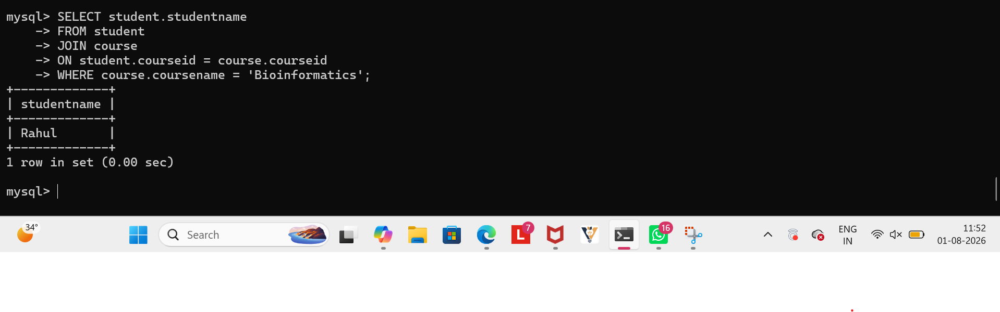 mysql> SELECT student.studentname
    -> FROM student
    -> JOIN course
    -> ON student.courseid = course.courseid
    -> WHERE course.coursename = 'Bioinformatics';
+-------------+
| studentname |
+-------------+
| Rahul       |
+-------------+
1 row in set (0.00 sec)
mysql>
34°
Search
L
7
16
ENG
IN
11:52
01-08-2026